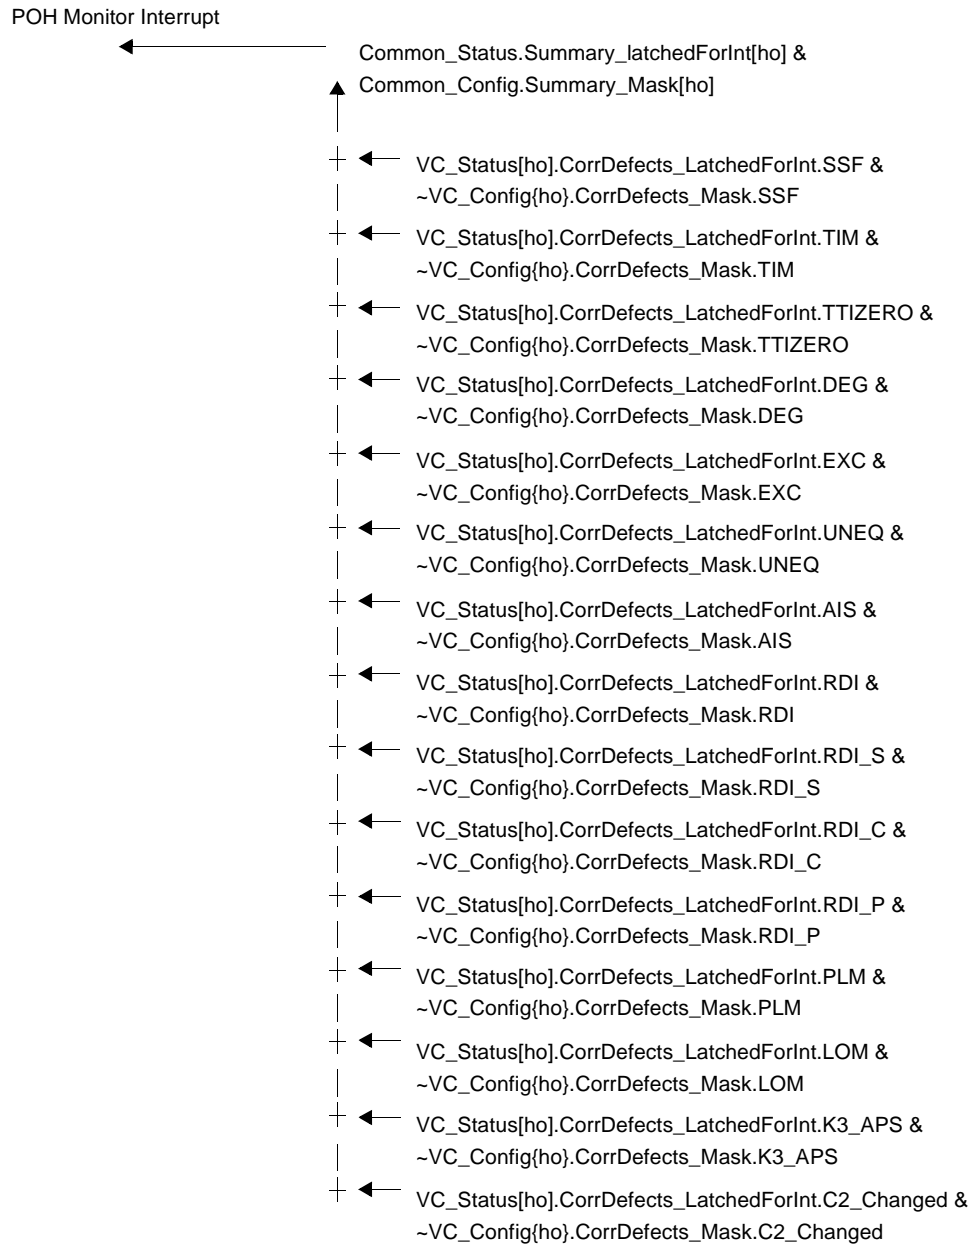 POH Monitor Interrupt
Common_Status.Summary_latchedForInt[ho] &
Common_Config.Summary_Mask[ho]
VC_Status[ho].CorrDefects_LatchedForInt.SSF &
~VC_Config{ho}.CorrDefects_Mask.SSF
VC_Status[ho].CorrDefects_LatchedForInt.TIM &
~VC_Config{ho}.CorrDefects_Mask.TIM
VC_Status[ho].CorrDefects_LatchedForInt.TTIZERO &
~VC_Config{ho}.CorrDefects_Mask.TTIZERO
VC_Status[ho].CorrDefects_LatchedForInt.DEG &
~VC_Config{ho}.CorrDefects_Mask.DEG
VC_Status[ho].CorrDefects_LatchedForInt.EXC &
~VC_Config{ho}.CorrDefects_Mask.EXC
VC_Status[ho].CorrDefects_LatchedForInt.UNEQ &
~VC_Config{ho}.CorrDefects_Mask.UNEQ
VC_Status[ho].CorrDefects_LatchedForInt.AIS &
~VC_Config{ho}.CorrDefects_Mask.AIS
VC_Status[ho].CorrDefects_LatchedForInt.RDI &
~VC_Config{ho}.CorrDefects_Mask.RDI
VC_Status[ho].CorrDefects_LatchedForInt.RDI_S &
~VC_Config{ho}.CorrDefects_Mask.RDI_S
VC_Status[ho].CorrDefects_LatchedForInt.RDI_C &
~VC_Config{ho}.CorrDefects_Mask.RDI_C
VC_Status[ho].CorrDefects_LatchedForInt.RDI_P &
~VC_Config{ho}.CorrDefects_Mask.RDI_P
VC_Status[ho].CorrDefects_LatchedForInt.PLM &
~VC_Config{ho}.CorrDefects_Mask.PLM
VC_Status[ho].CorrDefects_LatchedForInt.LOM &
~VC_Config{ho}.CorrDefects_Mask.LOM
VC_Status[ho].CorrDefects_LatchedForInt.K3_APS &
~VC_Config{ho}.CorrDefects_Mask.K3_APS
VC_Status[ho].CorrDefects_LatchedForInt.C2_Changed &
~VC_Config{ho}.CorrDefects_Mask.C2_Changed